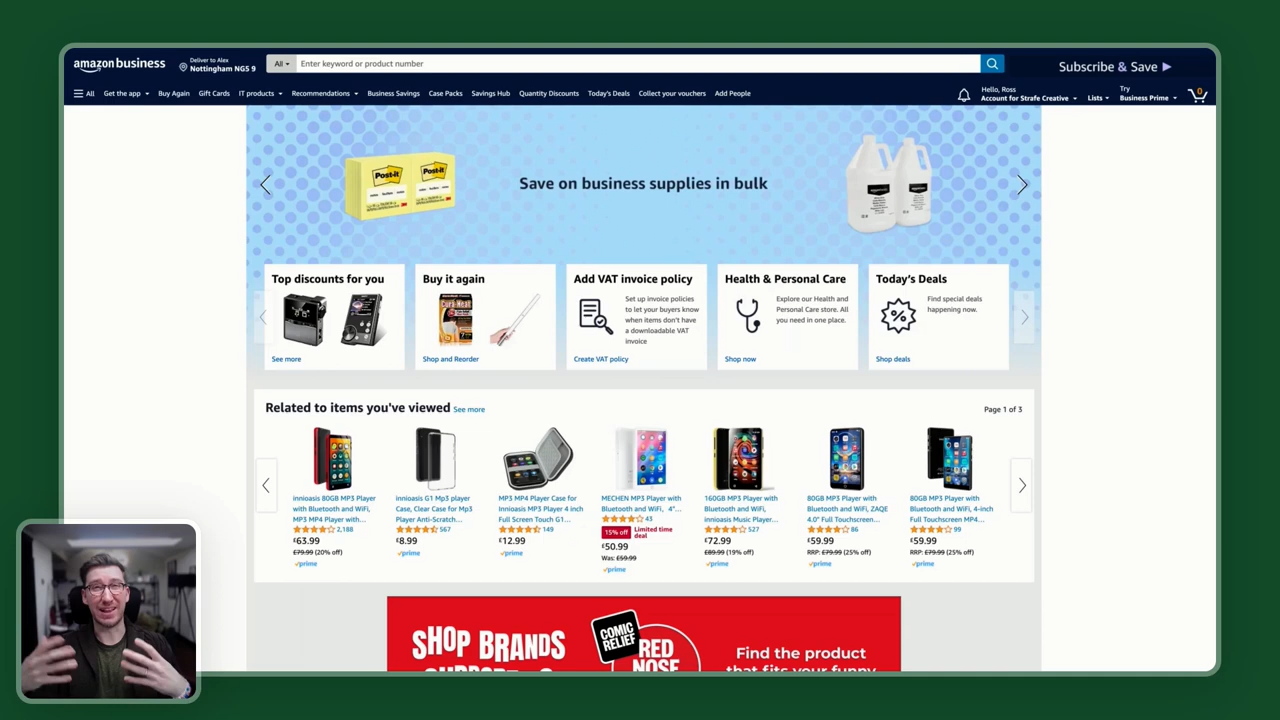 amazon business
Deliver to Alex
Nottingham NG5 9
All
Enter keyword or product number
Subscribe & Save
All
Get the app
Buy Again
Gift Cards
IT products
Recommendations
Business Savings
Case Packs
Savings Hub
Quantity Discounts
Today's Deals
Collect your vouchers
Add People
Hello, Ross
Account for Strafe Creative
Lists
Try
Business Prime
0
Post-it
Post-it
Save on business supplies in bulk
Top discounts for you
See more
Buy it again
Shop and Reorder
Add VAT invoice policy
Set up invoice policies
to let your buyers know
when items don't have
a downloadable VAT
invoice
Create VAT policy
Health & Personal Care
Explore our Health and
Personal Care store. All
you need in one place.
Shop now
Today's Deals
Find special deals
happening now.
Shop deals
Related to items you've viewed See more
Page 1 of 3
innioasis 80GB MP3 Player
with Bluetooth and WiFi,
MP3 MP4 Player with...
2,188
£63.99
£79.99 (20% off)
prime
innioasis G1 Mp3 player
Case, Clear Case for Mp3
Player Anti-Scratch...
567
£8.99
prime
MP3 MP4 Player Case for
Innioasis MP3 Player 4 inch
Full Screen Touch G1...
149
£12.99
prime
MECHEN MP3 Player with
Bluetooth and WiFi, 4"...
43
15% off Limited time
deal
£50.99
Was: £59.99
prime
160GB MP3 Player with
Bluetooth and WiFi,
innioasis Music Player...
527
£72.99
£89.99 (19% off)
prime
80GB MP3 Player with
Bluetooth and WiFi, ZAQE
4.0" Full Touchscreen...
86
£59.99
RRP: £79.99 (25% off)
prime
80GB MP3 Player with
Bluetooth and WiFi, 4-inch
Full Touchscreen MP4...
99
£59.99
RRP: £79.99 (25% off)
prime
SHOP BRANDS
COMIC
RELIEF
RED
NOSE
Find the product
that fits your funny